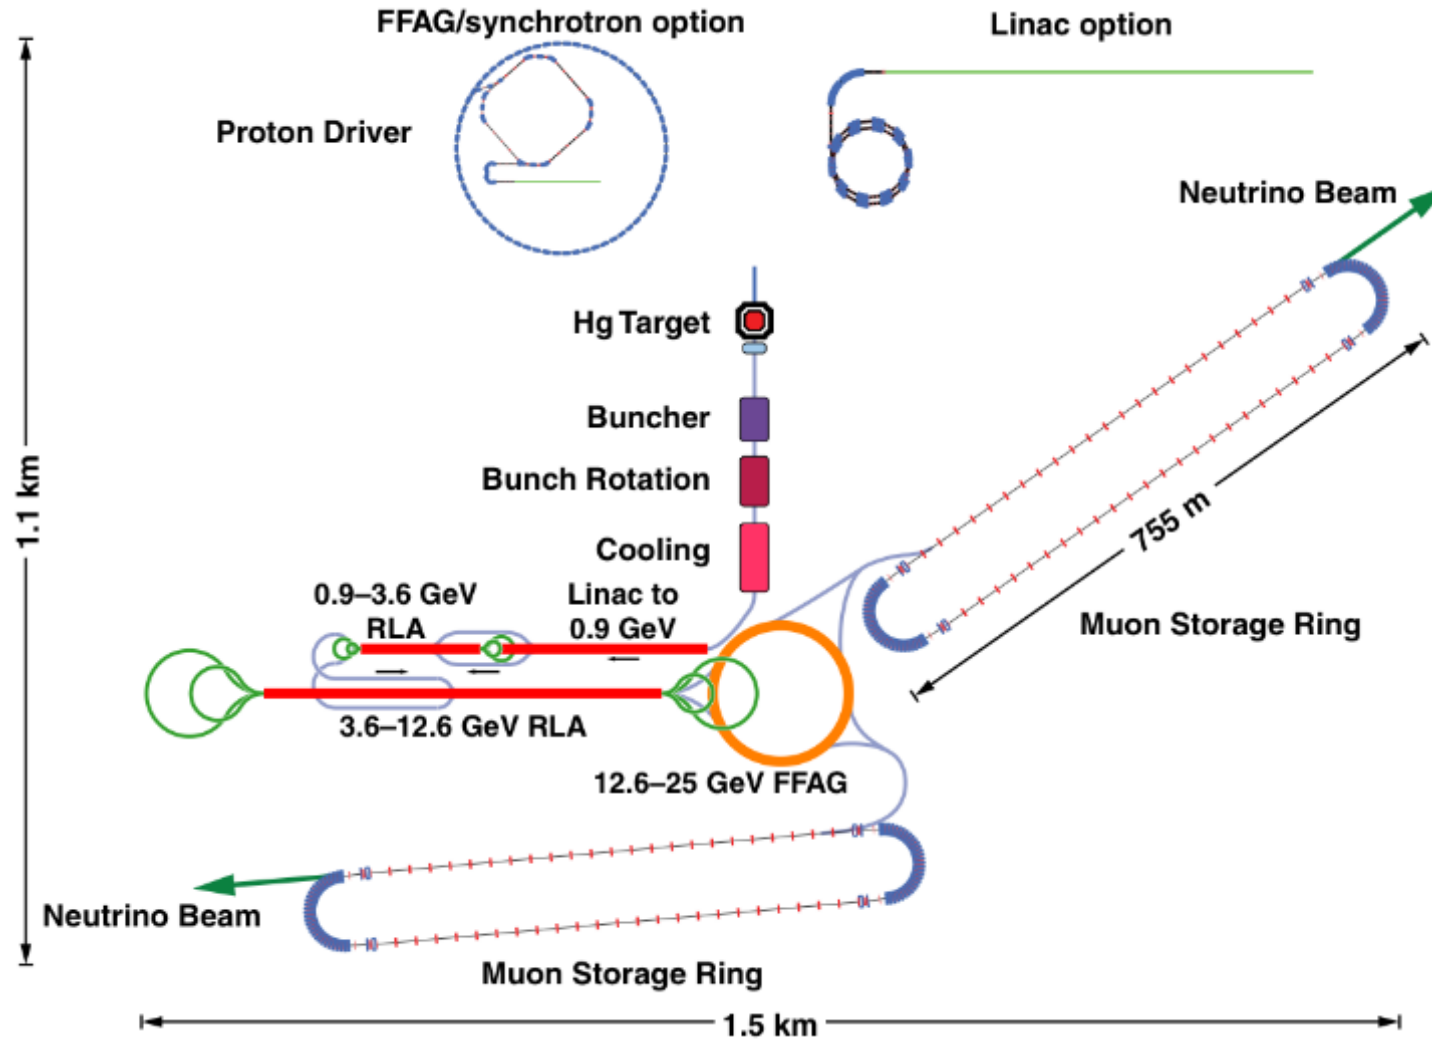 FFAG/synchrotron option
Linac option
Proton Driver
Neutrino Beam
Hg Target
Buncher
Bunch Rotation
Cooling
1.1 km
755 m
0.9–3.6 GeV
RLA
Linac to
0.9 GeV
Muon Storage Ring
3.6–12.6 GeV RLA
12.6–25 GeV FFAG
Neutrino Beam
Muon Storage Ring
1.5 km